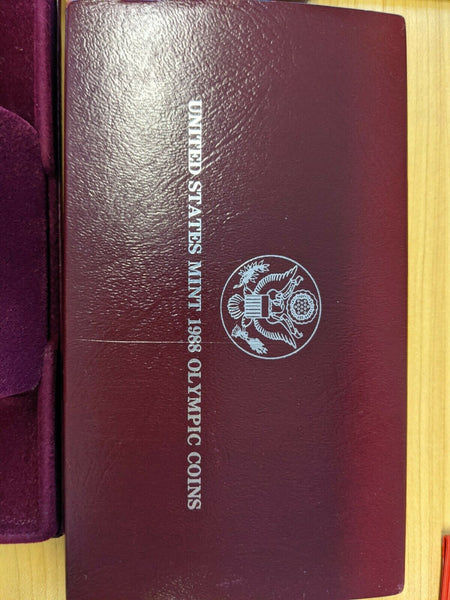 UNITED STATES MINT 1988 OLYMPIC COINS